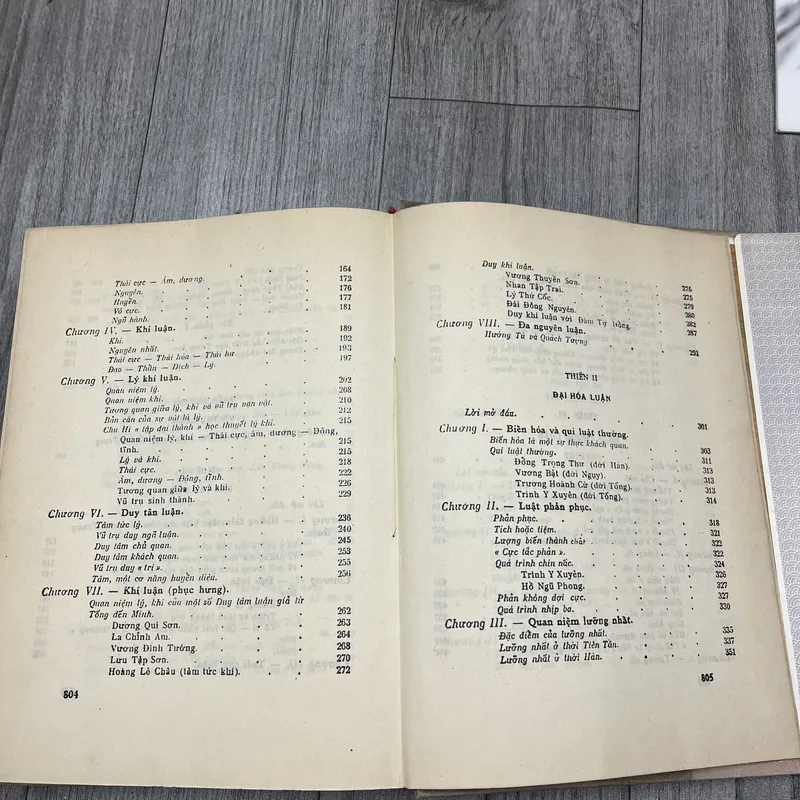 164
Thái cực — Âm, dương. 172
Nguyên. 176
Huyền. 177
Vô cực. 181
Ngũ hành.
Chương IV. — Khí luận. 189
Khí. 192
Nguyên nhất. 193
Thái cực — Thái hòa — Thái hư. 197
Đạo — Thần — Dịch — Lý.
Chương V. — Lý khí luận. 202
Quan niệm lý. 208
Quan niệm khí. 210
Tương quan giữa lý, khí và vũ trụ vạn vật. 212
Bản căn của sự vật là lý. 215
Chu Hi « tập đại thành » học thuyết lý khí.
Quan niệm lý, khí — Thái cực, âm, dương — Động,
tĩnh. 215
Lý và khí. 218
Thái cực. 222
Âm, dương — Động, tĩnh. 226
Tương quan giữa lý và khí. 229
Vũ trụ sinh thành.
Chương VI. — Duy tân luận. 236
Tâm tức lý. 240
Vũ trụ duy ngã luận. 245
Duy tâm chủ quan. 253
Duy tâm khách quan. 255
Vũ trụ duy « trí ». 256
Tâm, một cơ năng huyền diệu.
Chương VII. — Khí luận (phục hưng).
Quan niệm lý, khí của một số Duy tâm luận giả từ
Tống đến Minh. 262
Dương Qui Sơn. 263
La Chỉnh Am. 264
Vương Đình Tướng. 268
Lưu Tập Sơn. 270
Hoàng Lê Châu (tâm tức khí). 272
804
Duy khí luận.
Vương Thuyền Sơn. 276
Nhan Tập Trai. 275
Lý Thứ Cốc. 279
Đái Đông Nguyên. 280
Duy khí luận với Đàm Tự Đồng. 282
Chương VIII. — Đa nguyên luận. 287
Hướng Tú và Quách Tượng
291
THIÊN II
ĐẠI HÓA LUẬN
Lời mở đầu.
Chương I. — Biến hóa và qui luật thường. 301
Biến hóa là một sự thực khách quan.
Qui luật thường. 303
Đồng Trọng Thư (đời Hán). 311
Vương Bật (đời Ngụy). 313
Trương Hoành Cừ (đời Tống). 313
Trình Y Xuyên (đời Tống). 314
Chương II. — Luật phản phục.
Phản phục. 318
Tích hoặc tiệm. 321
Lượng biến thành chất. 322
« Cực tắc phản ». 322
Quá trình chín nấc. 324
Trình Y Xuyên. 326
Hồ Ngũ Phong. 327
Phản không đợi cực. 327
Quá trình nhịp ba. 330
Chương III. — Quan niệm lưỡng nhất.
Đặc điểm của lưỡng nhất. 335
Lưỡng nhất ở thời Tiên Tần. 337
Lưỡng nhất ở thời Hán. 351
805